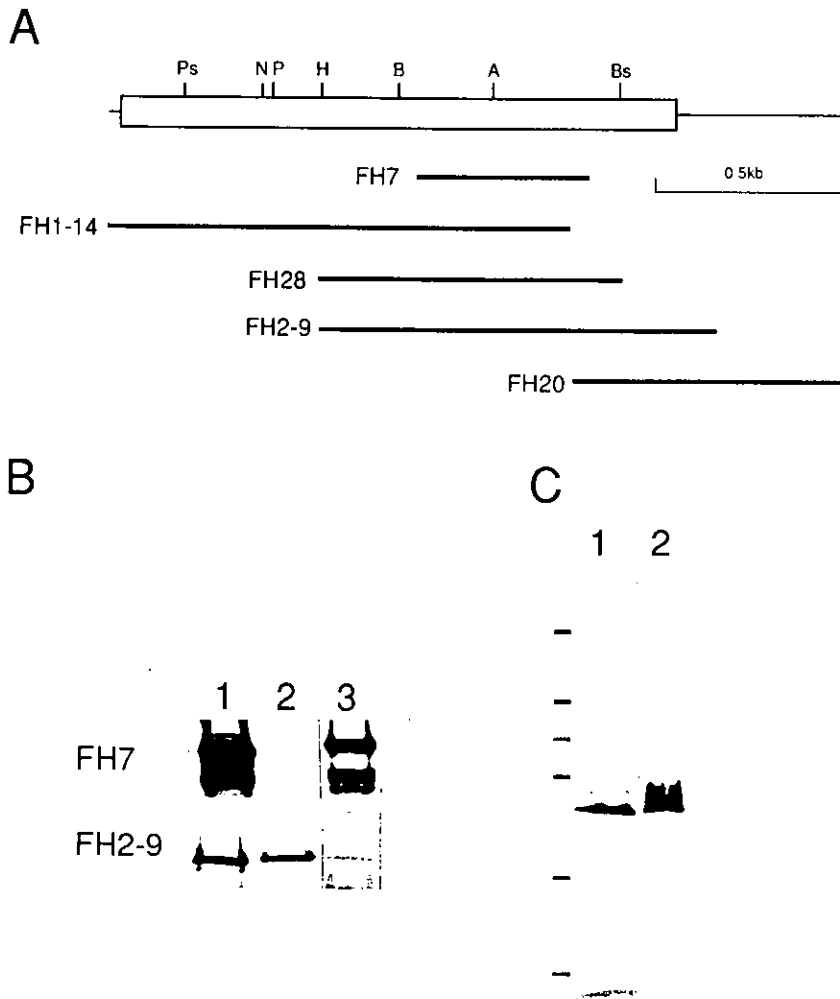 A
Ps N P H B A Bs
FH7
0 5kb
FH1-14
FH28
FH2-9
FH20
B
C
1 2
1 2 3
FH7
FH2-9